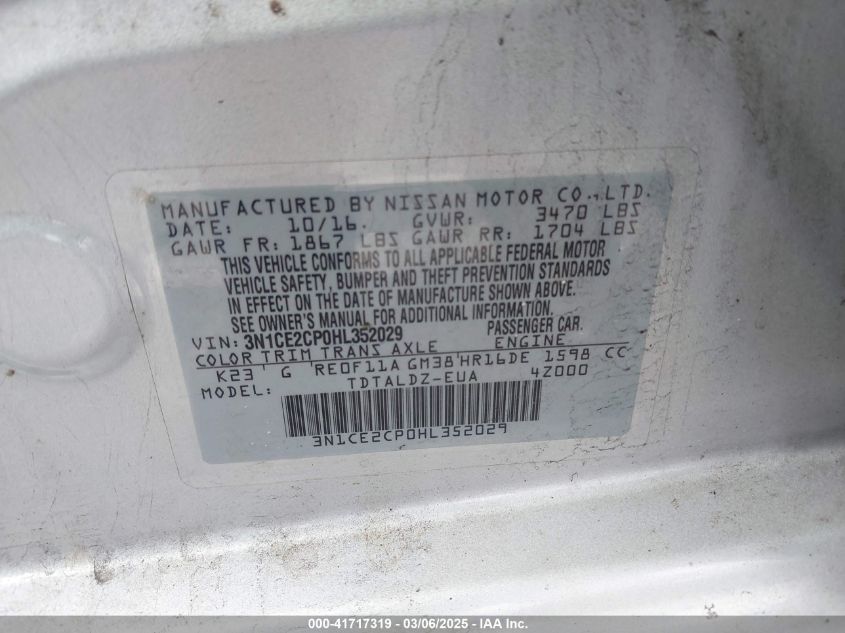 MANUFACTURED BY NISSAN MOTOR CO., LTD.
DATE: 10/16. GVWR: 3470 LBS
GAWR FR: 1867 LBS GAWR RR: 1704 LBS
THIS VEHICLE CONFORMS TO ALL APPLICABLE FEDERAL MOTOR
VEHICLE SAFETY, BUMPER AND THEFT PREVENTION STANDARDS
IN EFFECT ON THE DATE OF MANUFACTURE SHOWN ABOVE.
SEE OWNER'S MANUAL FOR ADDITIONAL INFORMATION.
VIN: 3N1CE2CP0HL352029 PASSENGER CAR.
COLOR TRIM TRANS AXLE ENGINE
K23 ' G ' RE0F11A GM38 ' HR16DE 1598 CC
MODEL: TDTALDZ-EUA 4Z000
3N1CE2CP0HL352029
000-41717319 - 03/06/2025 - IAA Inc.